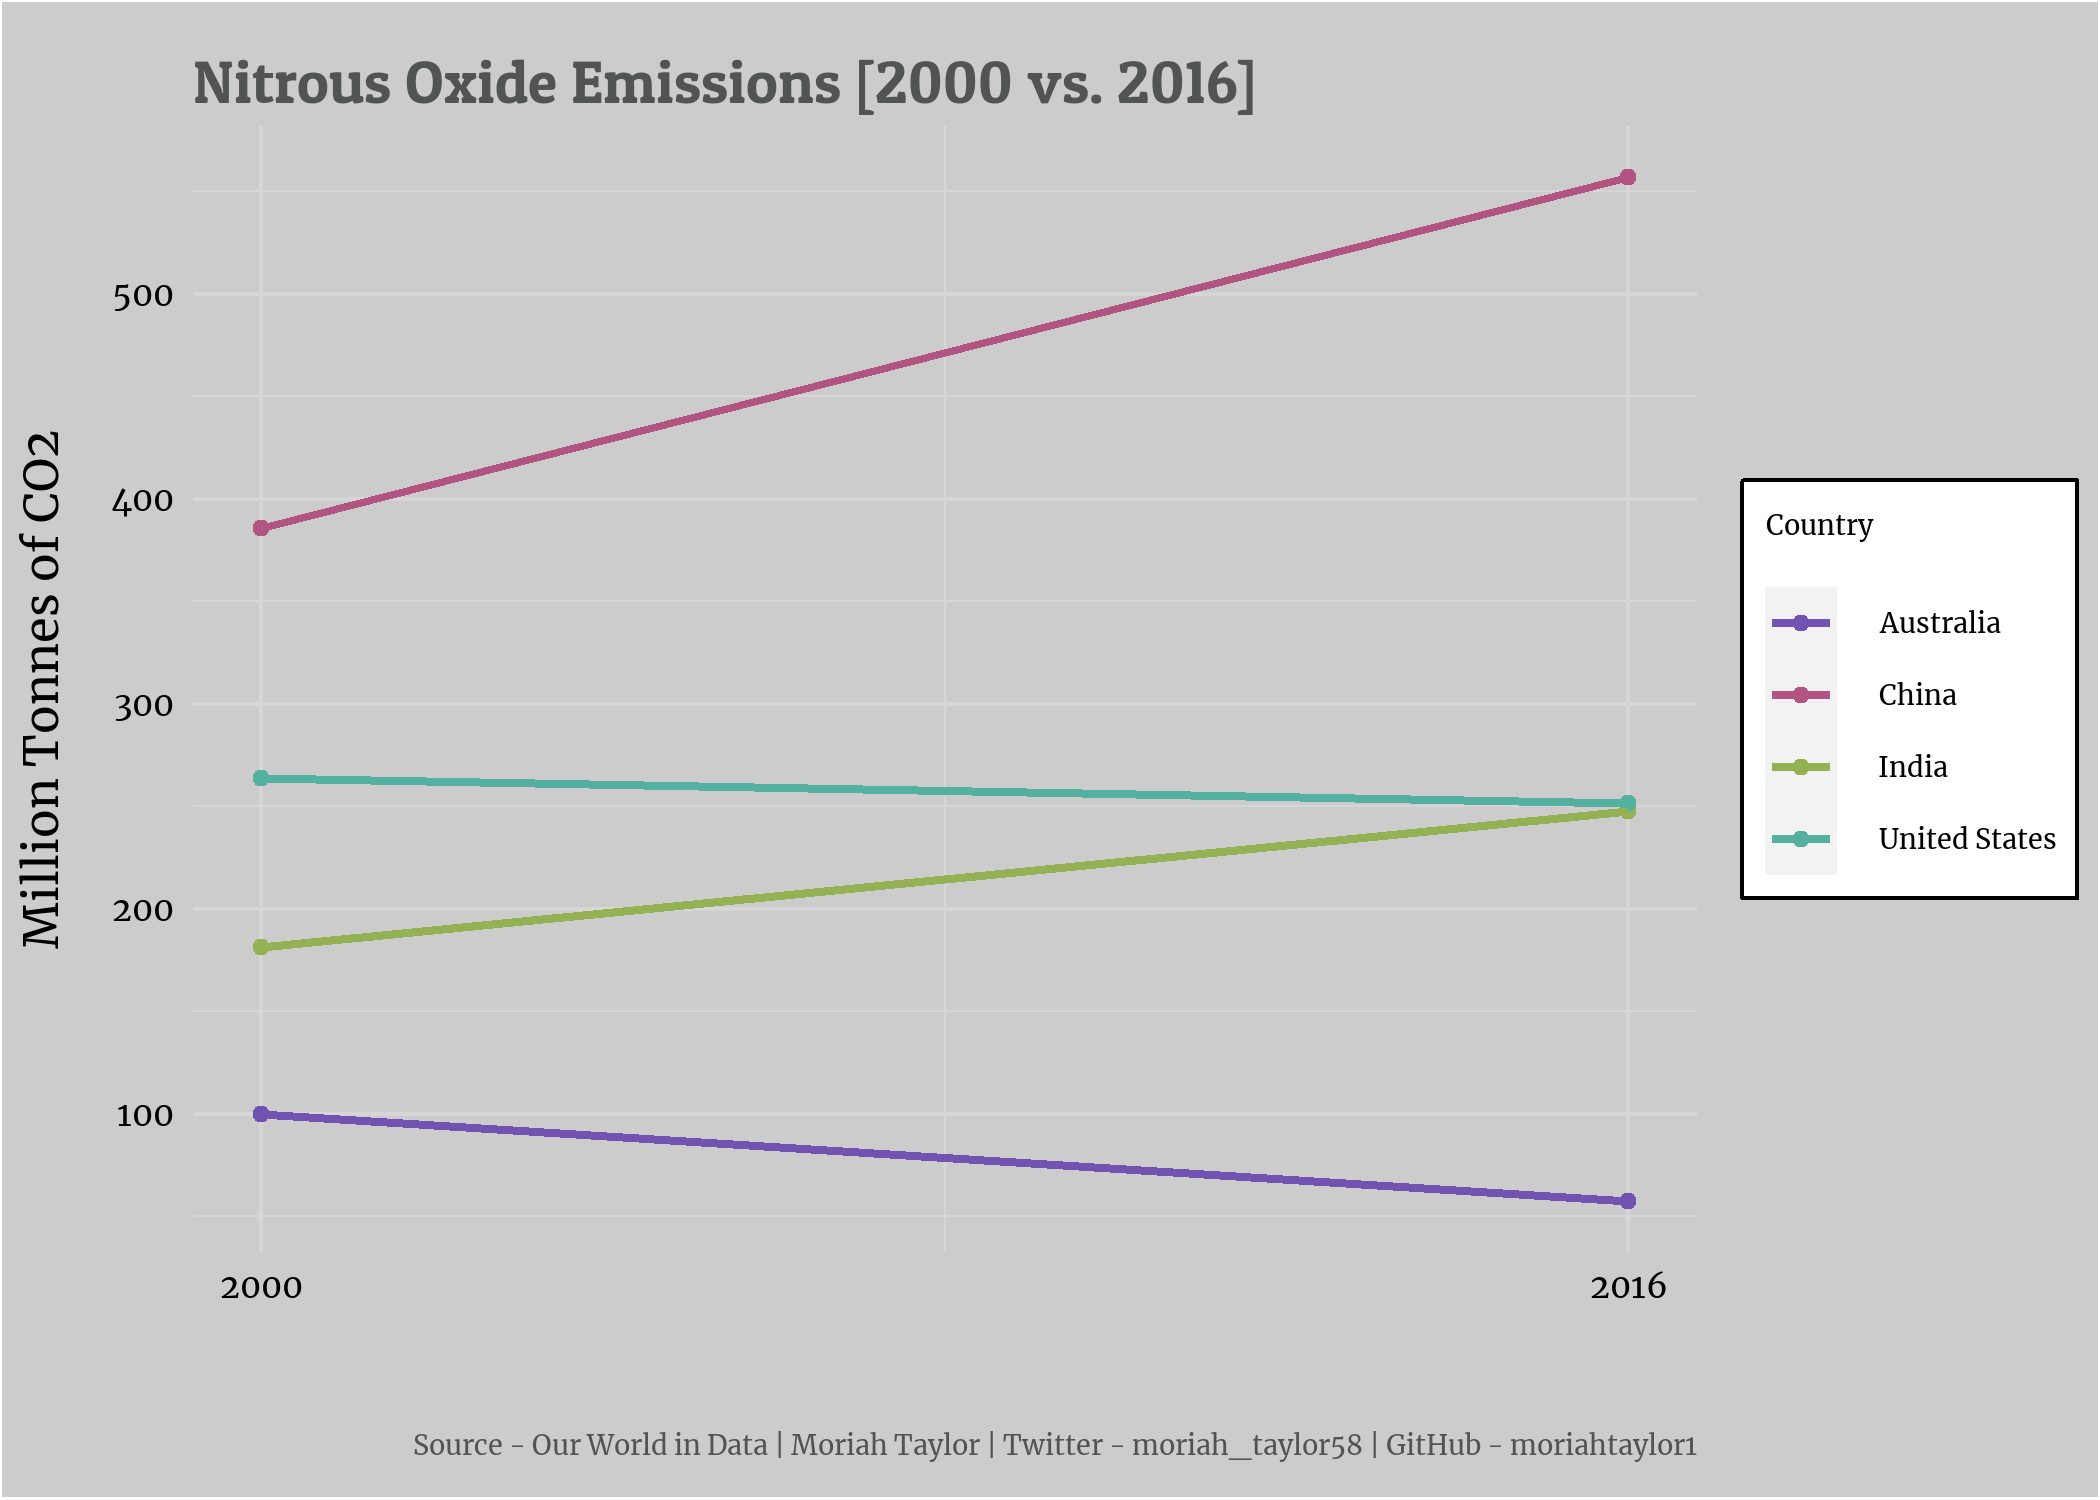 Nitrous Oxide Emissions [2000 vs. 2016]
Million Tonnes of CO2
500
400
300
200
100
2000
2016
Country
Australia
China
India
United States
Source - Our World in Data | Moriah Taylor | Twitter - moriah_taylor58 | GitHub - moriahtaylor1